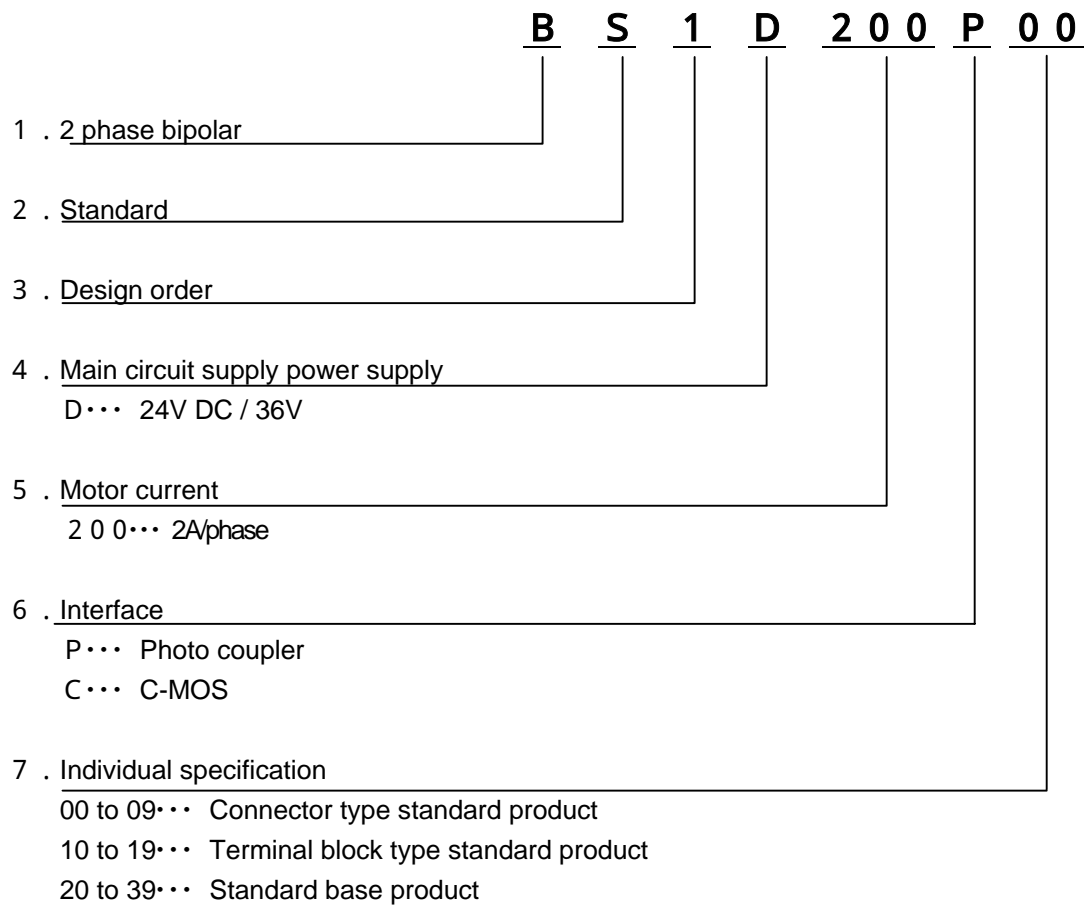 B S 1 D 2 0 0 P 0 0
1 . 2 phase bipolar
2 . Standard
3 . Design order
4 . Main circuit supply power supply
D··· 24V DC / 36V
5 . Motor current
2 0 0··· 2A/phase
6 . Interface
P··· Photo coupler
C··· C-MOS
7 . Individual specification
00 to 09··· Connector type standard product
10 to 19··· Terminal block type standard product
20 to 39··· Standard base product